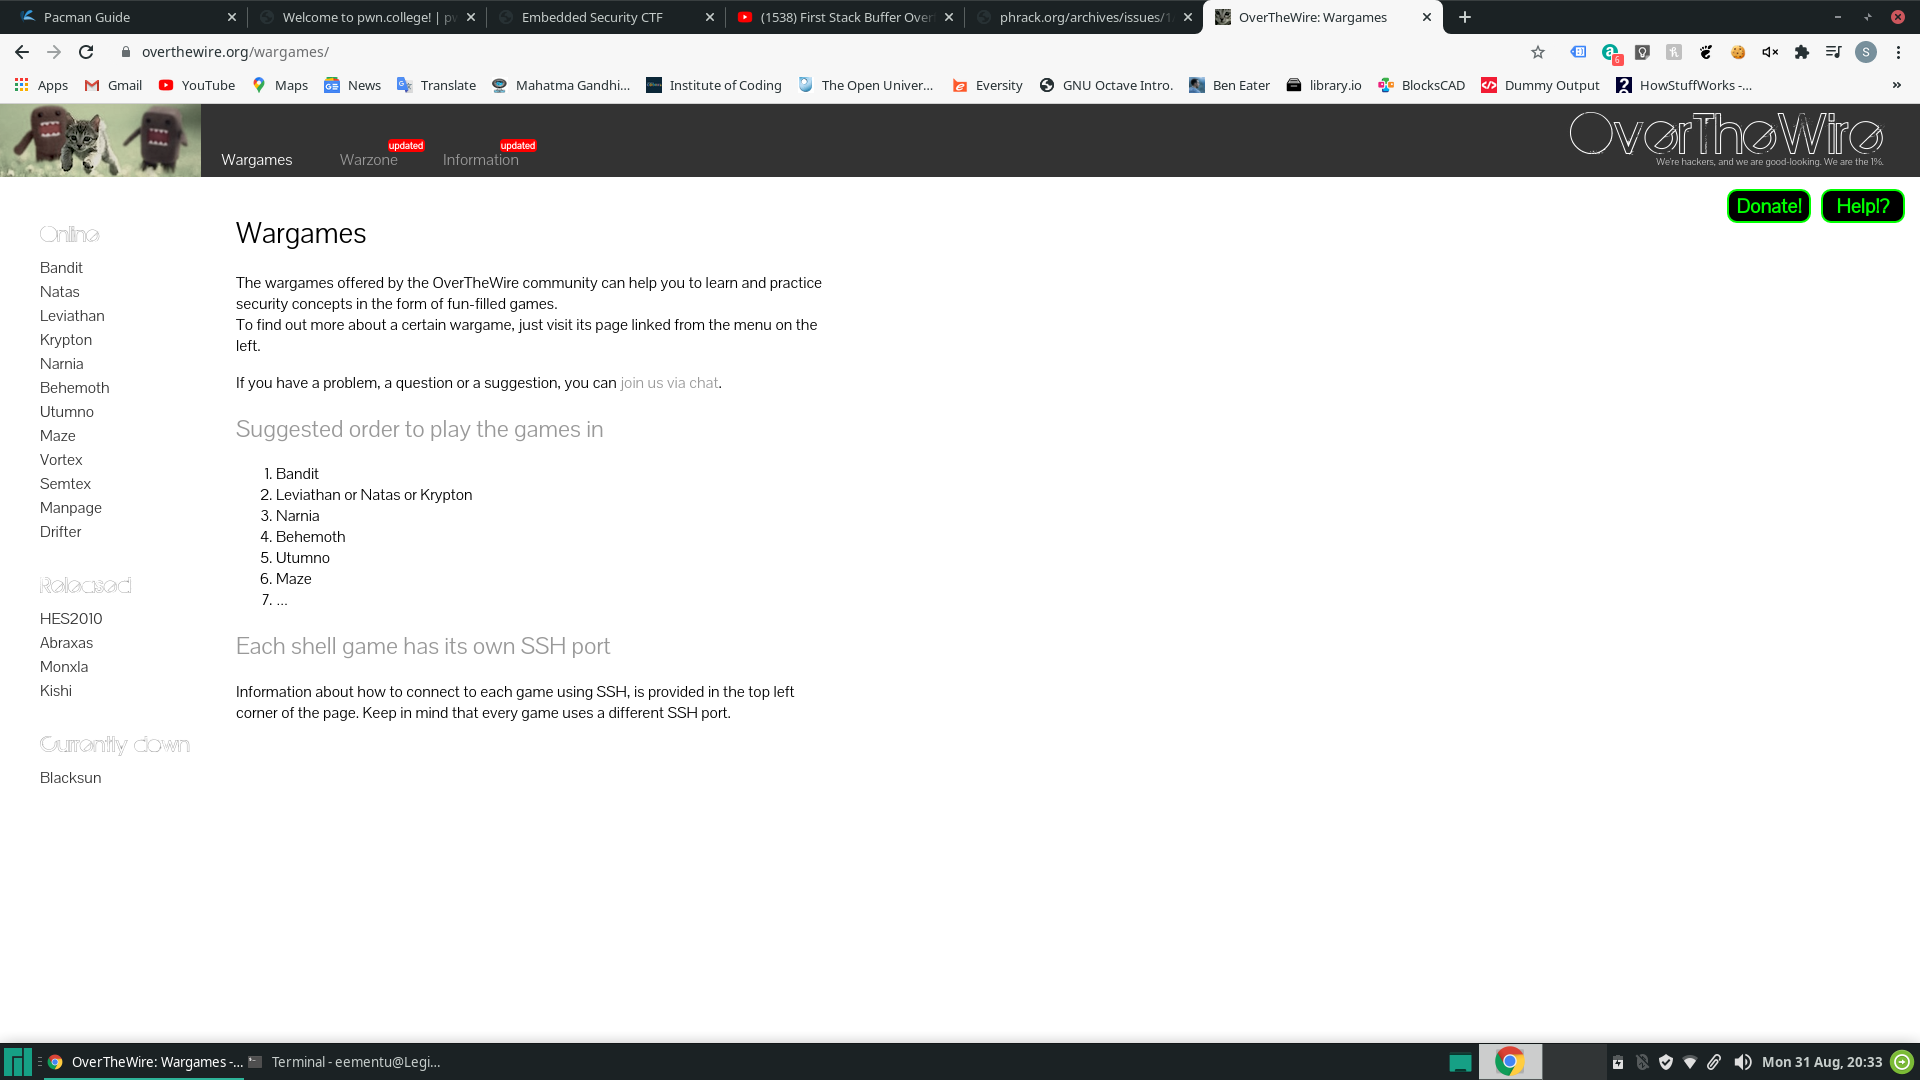 Pacman Guide
Welcome to pwn.college! | pw
Embedded Security CTF
(1538) First Stack Buffer Over
phrack.org/archives/issues/1
OverTheWire: Wargames
overthewire.org/wargames/
6
S
Apps
Gmail
YouTube
Maps
News
Translate
Mahatma Gandhi...
Institute of Coding
The Open Univer...
Eversity
GNU Octave Intro.
Ben Eater
library.io
BlocksCAD
Dummy Output
HowStuffWorks -...
»
Wargames
Warzone
updated
Information
updated
OverTheWire
We're hackers, and we are good-looking. We are the 1%.
Donate!
Help!?
Online
Bandit
Natas
Leviathan
Krypton
Narnia
Behemoth
Utumno
Maze
Vortex
Semtex
Manpage
Drifter
Released
HES2010
Abraxas
Monxla
Kishi
Currently down
Blacksun
Wargames
The wargames offered by the OverTheWire community can help you to learn and practice
security concepts in the form of fun-filled games.
To find out more about a certain wargame, just visit its page linked from the menu on the
left.
If you have a problem, a question or a suggestion, you can join us via chat.
Suggested order to play the games in
1. Bandit
2. Leviathan or Natas or Krypton
3. Narnia
4. Behemoth
5. Utumno
6. Maze
7. ...
Each shell game has its own SSH port
Information about how to connect to each game using SSH, is provided in the top left
corner of the page. Keep in mind that every game uses a different SSH port.
OverTheWire: Wargames -...
Terminal - eementu@Legi...
Mon 31 Aug, 20:33